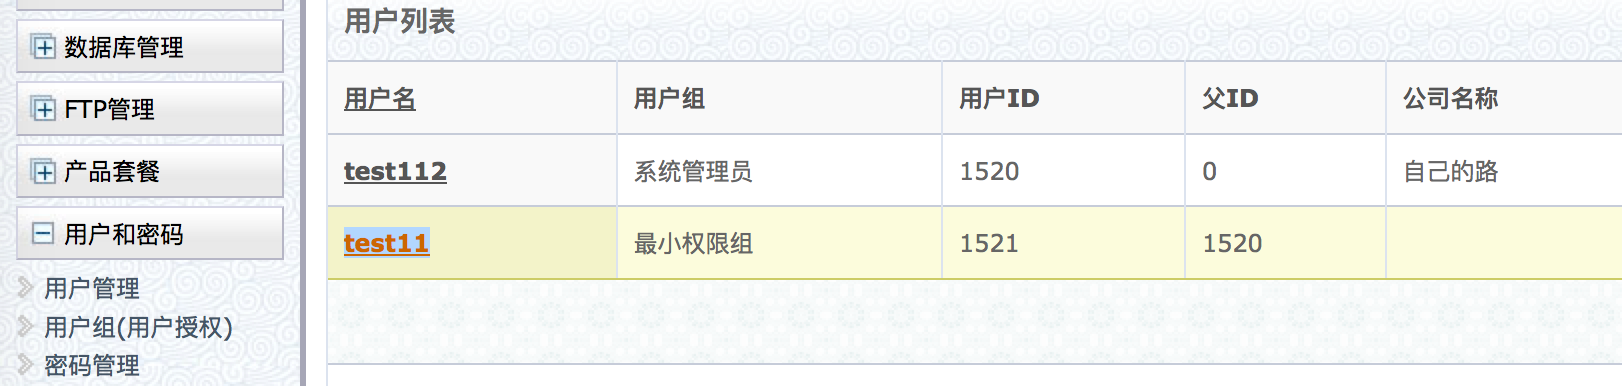 数据库管理
FTP管理
产品套餐
用户和密码
用户管理
用户组(用户授权)
密码管理
用户列表
用户名 用户组 用户ID 父ID 公司名称
test112 系统管理员 1520 0 自己的路
test11 最小权限组 1521 1520